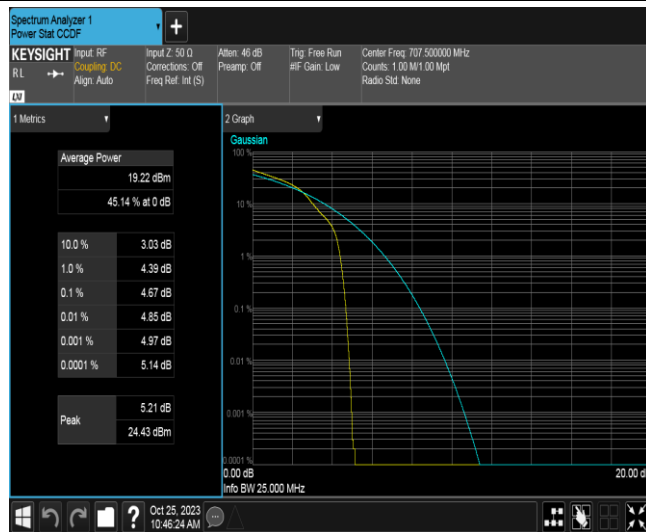 Spectrum Analyzer 1
Power Stat CCDF
+
KEYSIGHT
RL
LXI
Input: RF
Coupling: DC
Align: Auto
Input Z: 50 Ω
Corrections: Off
Freq Ref: Int (S)
Atten: 46 dB
Preamp: Off
Trig: Free Run
#IF Gain: Low
Center Freq: 707.500000 MHz
Counts: 1.00 M/1.00 Mpt
Radio Std: None
1 Metrics
Average Power
19.22 dBm
45.14 % at 0 dB
10.0 % 3.03 dB
1.0 % 4.39 dB
0.1 % 4.67 dB
0.01 % 4.85 dB
0.001 % 4.97 dB
0.0001 % 5.14 dB
Peak
5.21 dB
24.43 dBm
2 Graph
Gaussian
100 %
10 %
1 %
0.1 %
0.01 %
0.001 %
0.0001 %
0.00 dB
20.00 d
Info BW 25.000 MHz
?
Oct 25, 2023
10:46:24 AM